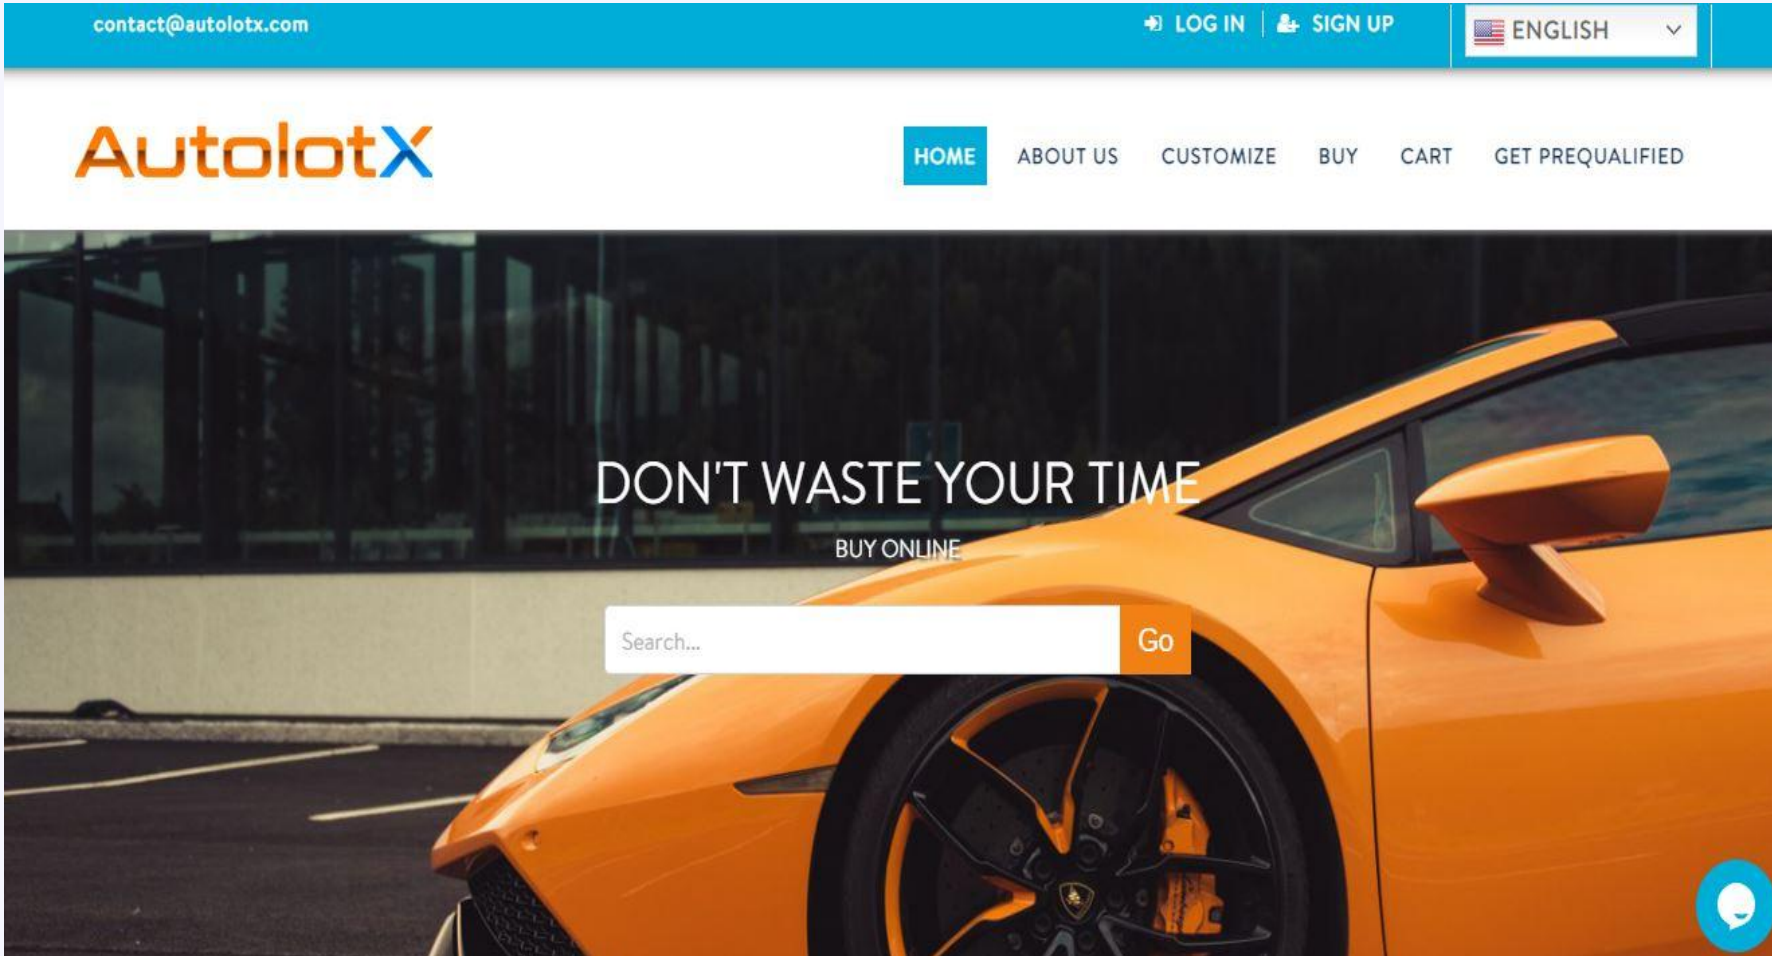 contact@autolotx.com
LOG IN
SIGN UP
ENGLISH
AutolotX
HOME
ABOUT US
CUSTOMIZE
BUY
CART
GET PREQUALIFIED
DON'T WASTE YOUR TIME
BUY ONLINE
Search...
Go